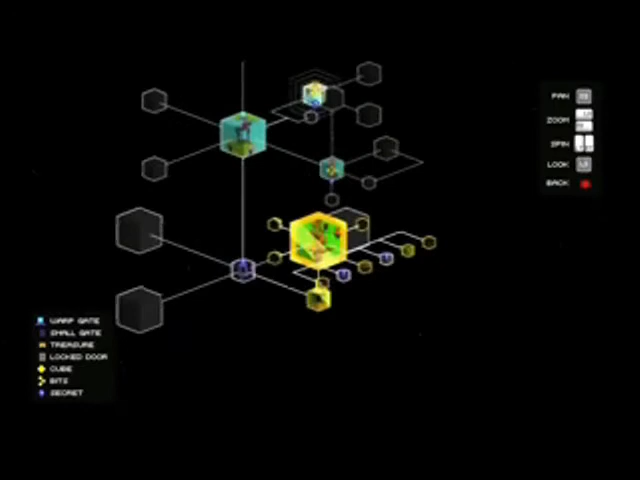 PAN
ZOOM
SPIN
LOOK
BACK
WARP GATE
SMALL GATE
TREASURE
LOCKED DOOR
CUBE
BITS
SECRET